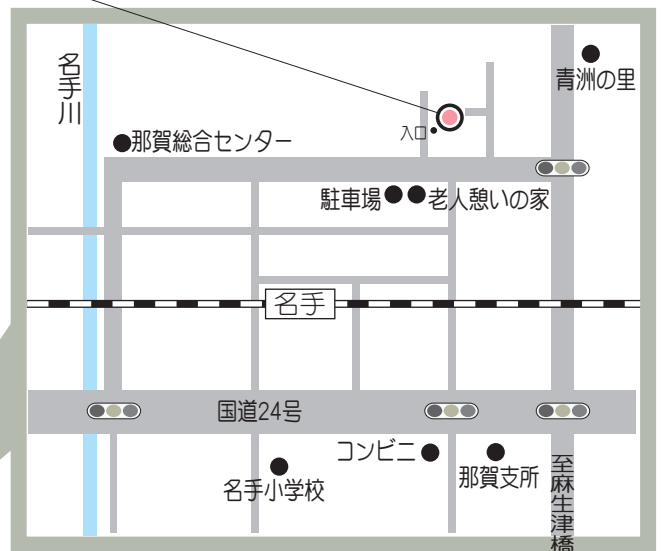 名手川
青洲の里
入口
那賀総合センター
駐車場
老人憩いの家
名手
国道24号
コンビニ
那賀支所
名手小学校
至麻生津橋